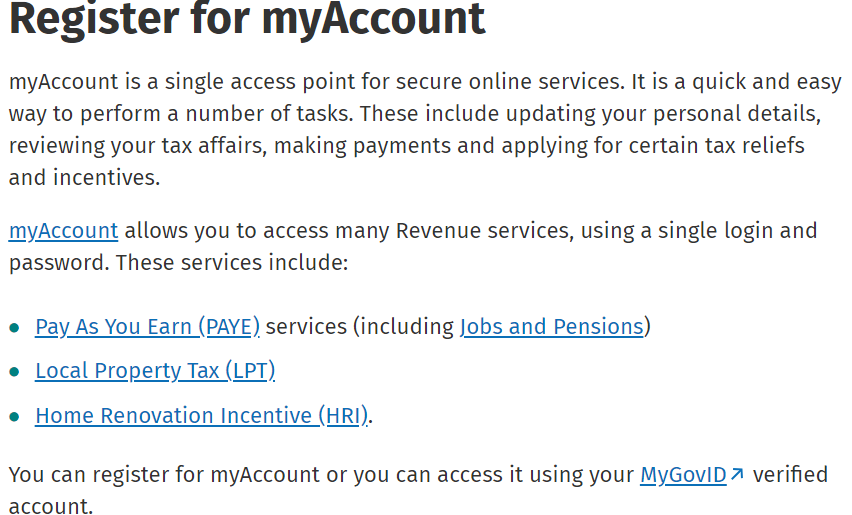 Register for myAccount
myAccount is a single access point for secure online services. It is a quick and easy
way to perform a number of tasks. These include updating your personal details,
reviewing your tax affairs, making payments and applying for certain tax reliefs
and incentives.
myAccount allows you to access many Revenue services, using a single login and
password. These services include:
Pay As You Earn (PAYE) services (including Jobs and Pensions)
Local Property Tax (LPT)
Home Renovation Incentive (HRI).
You can register for myAccount or you can access it using your MyGovID verified
account.